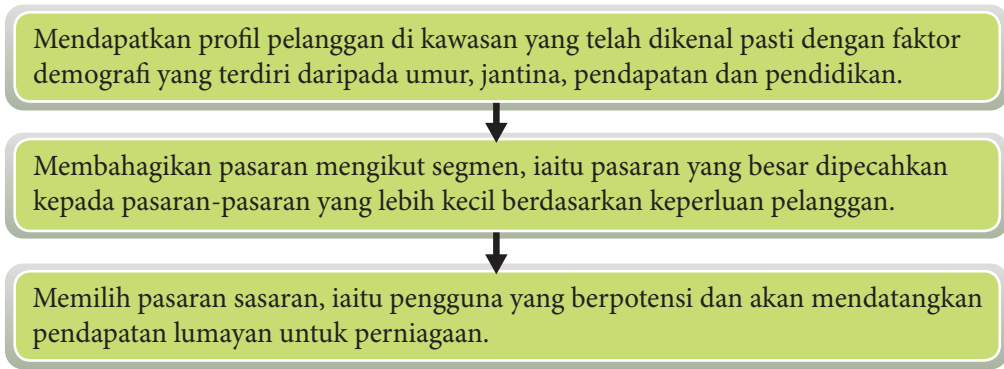 Mendapatkan profil pelanggan di kawasan yang telah dikenal pasti dengan faktor
demografi yang terdiri daripada umur, jantina, pendapatan dan pendidikan.
Membahagikan pasaran mengikut segmen, iaitu pasaran yang besar dipecahkan
kepada pasaran-pasaran yang lebih kecil berdasarkan keperluan pelanggan.
Memilih pasaran sasaran, iaitu pengguna yang berpotensi dan akan mendatangkan
pendapatan lumayan untuk perniagaan.